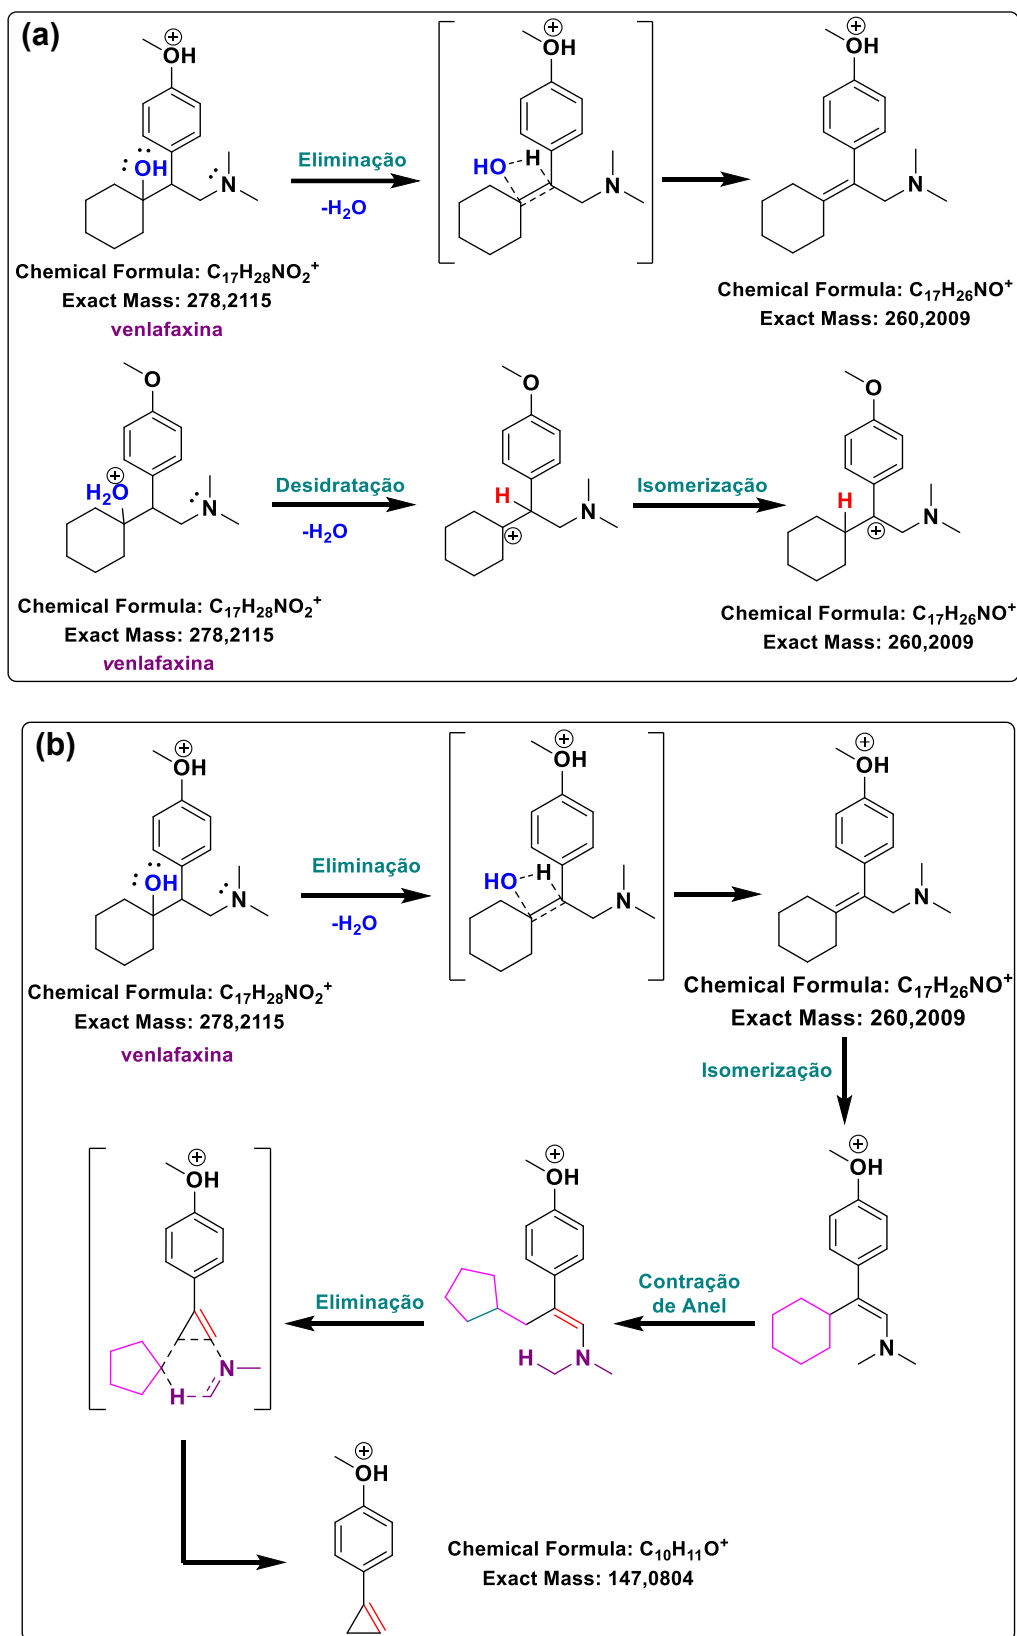 (a)
OH
OH
N
Eliminação
-H2O
OH
HO
H
N
OH
N
Chemical Formula: C17H28NO2+
Exact Mass: 278,2115
venlafaxina
Chemical Formula: C17H26NO+
Exact Mass: 260,2009
O
H2O
N
Desidratação
-H2O
O
H
N
Isomerização
O
H
N
Chemical Formula: C17H28NO2+
Exact Mass: 278,2115
venlafaxina
Chemical Formula: C17H26NO+
Exact Mass: 260,2009
(b)
OH
OH
N
Eliminação
-H2O
OH
HO
H
N
OH
N
Chemical Formula: C17H28NO2+
Exact Mass: 278,2115
venlafaxina
Chemical Formula: C17H26NO+
Exact Mass: 260,2009
Isomerização
OH
N
Contração
de Anel
OH
N
H
Eliminação
OH
N
H
OH
Chemical Formula: C10H11O+
Exact Mass: 147,0804